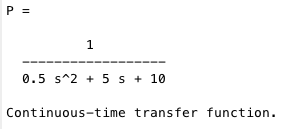 P =
1
-------------------
0.5 s^2 + 5 s + 10
Continuous-time transfer function.